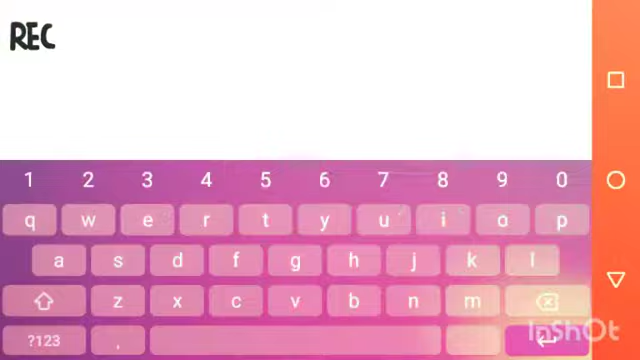 REC
1 2 3 4 5 6 7 8 9 0
q w e r t y u i o p
a s d f g h j k l
z x c v b n m
?123 ,
InShOt